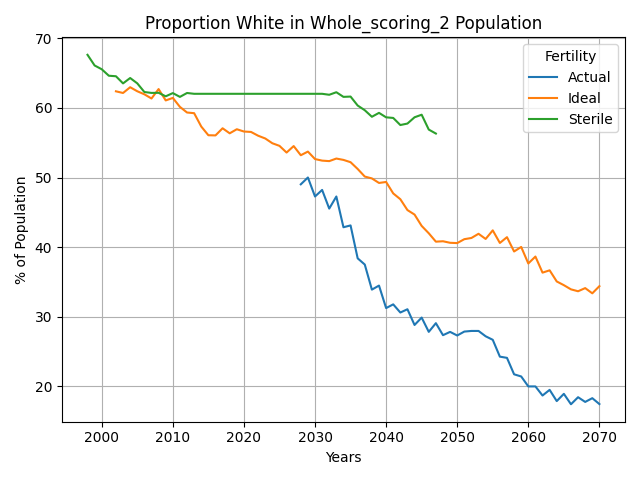 Proportion White in Whole_scoring_2 Population
Fertility
Actual
Ideal
Sterile
% of Population
70
60
50
40
30
20
2000 2010 2020 2030 2040 2050 2060 2070
Years